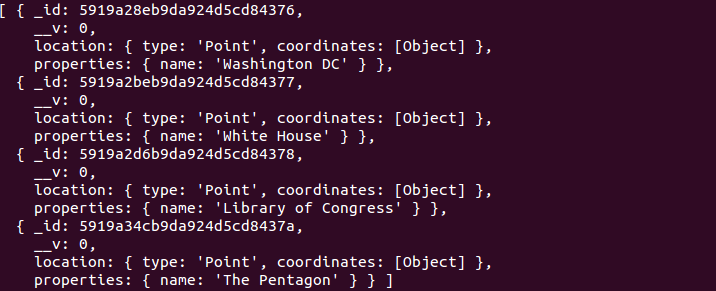 [ { _id: 5919a28eb9da924d5cd84376,
    __v: 0,
    location: { type: 'Point', coordinates: [Object] },
    properties: { name: 'Washington DC' } },
  { _id: 5919a2beb9da924d5cd84377,
    __v: 0,
    location: { type: 'Point', coordinates: [Object] },
    properties: { name: 'White House' } },
  { _id: 5919a2d6b9da924d5cd84378,
    __v: 0,
    location: { type: 'Point', coordinates: [Object] },
    properties: { name: 'Library of Congress' } },
  { _id: 5919a34cb9da924d5cd8437a,
    __v: 0,
    location: { type: 'Point', coordinates: [Object] },
    properties: { name: 'The Pentagon' } } ]